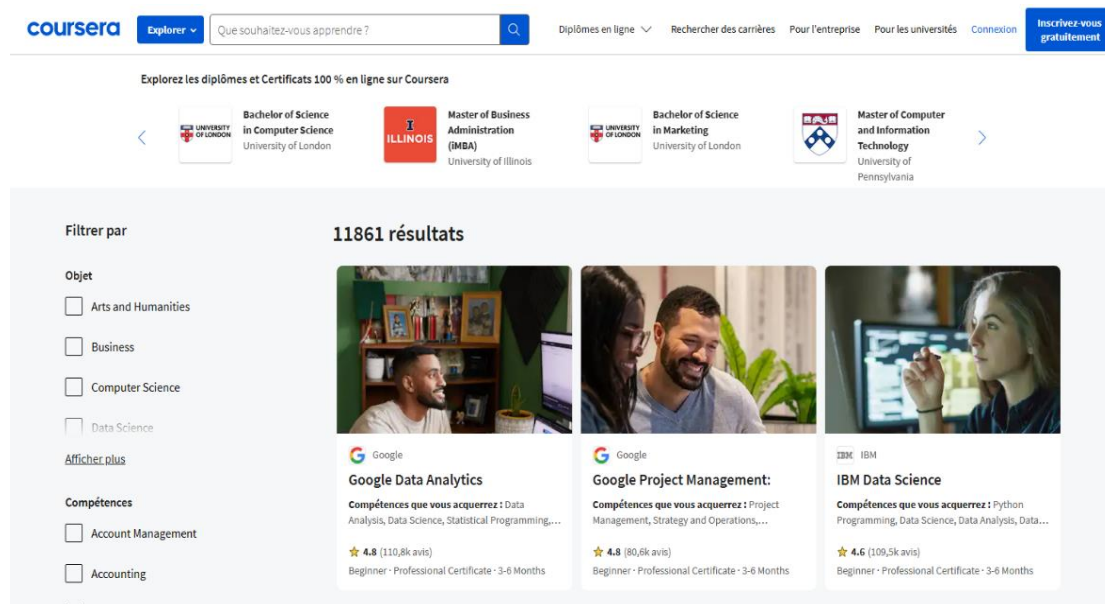 coursera
Explorer
Que souhaitez-vous apprendre ?
Diplômes en ligne
Rechercher des carrières
Pour l'entreprise
Pour les universités
Connexion
Inscrivez-vous
gratuitement
Explorez les diplômes et Certificats 100 % en ligne sur Coursera
UNIVERSITY
OF LONDON
Bachelor of Science
in Computer Science
University of London
I
ILLINOIS
Master of Business
Administration
(iMBA)
University of Illinois
UNIVERSITY
OF LONDON
Bachelor of Science
in Marketing
University of London
Master of Computer
and Information
Technology
University of
Pennsylvania
Filtrer par
Objet
Arts and Humanities
Business
Computer Science
Data Science
Afficher plus
Compétences
Account Management
Accounting
11861 résultats
G Google
Google Data Analytics
Compétences que vous acquerrez : Data
Analysis, Data Science, Statistical Programming,...
4.8 (110,8k avis)
Beginner · Professional Certificate · 3-6 Months
G Google
Google Project Management:
Compétences que vous acquerrez : Project
Management, Strategy and Operations,...
4.8 (80,6k avis)
Beginner · Professional Certificate · 3-6 Months
IBM IBM
IBM Data Science
Compétences que vous acquerrez : Python
Programming, Data Science, Data Analysis, Data...
4.6 (109,5k avis)
Beginner · Professional Certificate · 3-6 Months